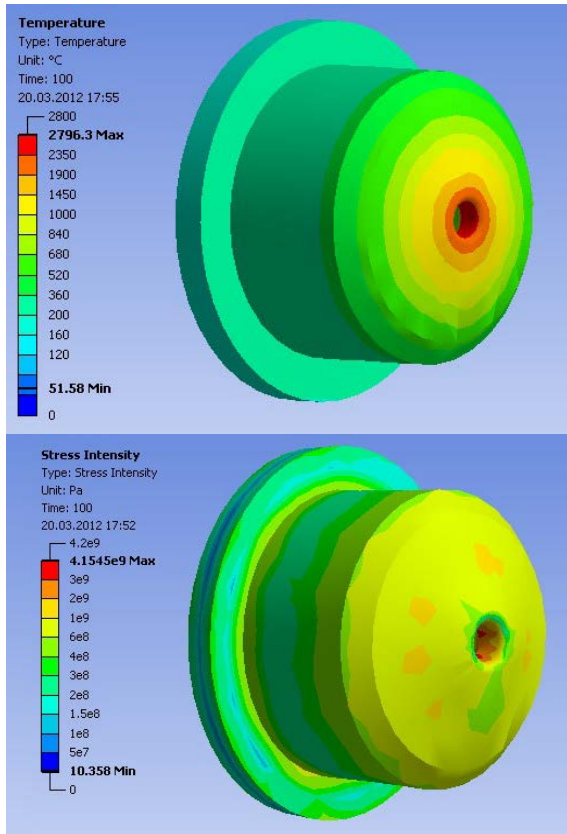 Temperature
Type: Temperature
Unit: °C
Time: 100
20.03.2012 17:55
2800
2796.3 Max
2350
1900
1450
1000
840
680
520
360
200
160
120
51.58 Min
0
Stress Intensity
Type: Stress Intensity
Unit: Pa
Time: 100
20.03.2012 17:52
4.2e9
4.1545e9 Max
3e9
2e9
1e9
6e8
4e8
3e8
2e8
1.5e8
1e8
5e7
10.358 Min
0